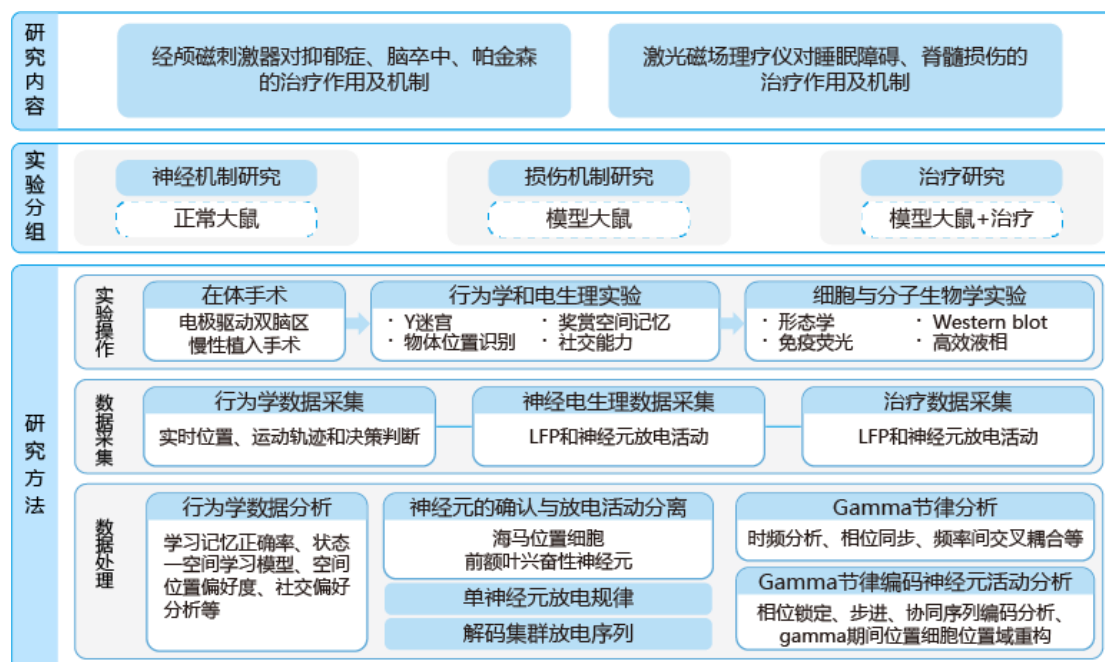 研究内容
经颅磁刺激器对抑郁症、脑卒中、帕金森
的治疗作用及机制
激光磁场理疗仪对睡眠障碍、脊髓损伤的
治疗作用及机制
实验分组
神经机制研究
正常大鼠
损伤机制研究
模型大鼠
治疗研究
模型大鼠+治疗
研究方法
实验操作
在体手术
电极驱动双脑区
慢性植入手术
行为学和电生理实验
· Y迷宫
· 奖赏空间记忆
· 物体位置识别
· 社交能力
细胞与分子生物学实验
· 形态学
· Western blot
· 免疫荧光
· 高效液相
数据采集
行为学数据采集
实时位置、运动轨迹和决策判断
神经电生理数据采集
LFP和神经元放电活动
治疗数据采集
LFP和神经元放电活动
数据处理
行为学数据分析
学习记忆正确率、状态
一空间学习模型、空间
位置偏好度、社交偏好
分析等
神经元的确认与放电活动分离
海马位置细胞
前额叶兴奋性神经元
单神经元放电规律
解码集群放电序列
Gamma节律分析
时频分析、相位同步、频率间交叉耦合等
Gamma节律编码神经元活动分析
相位锁定、步进、协同序列编码分析、
gamma期间位置细胞位置域重构